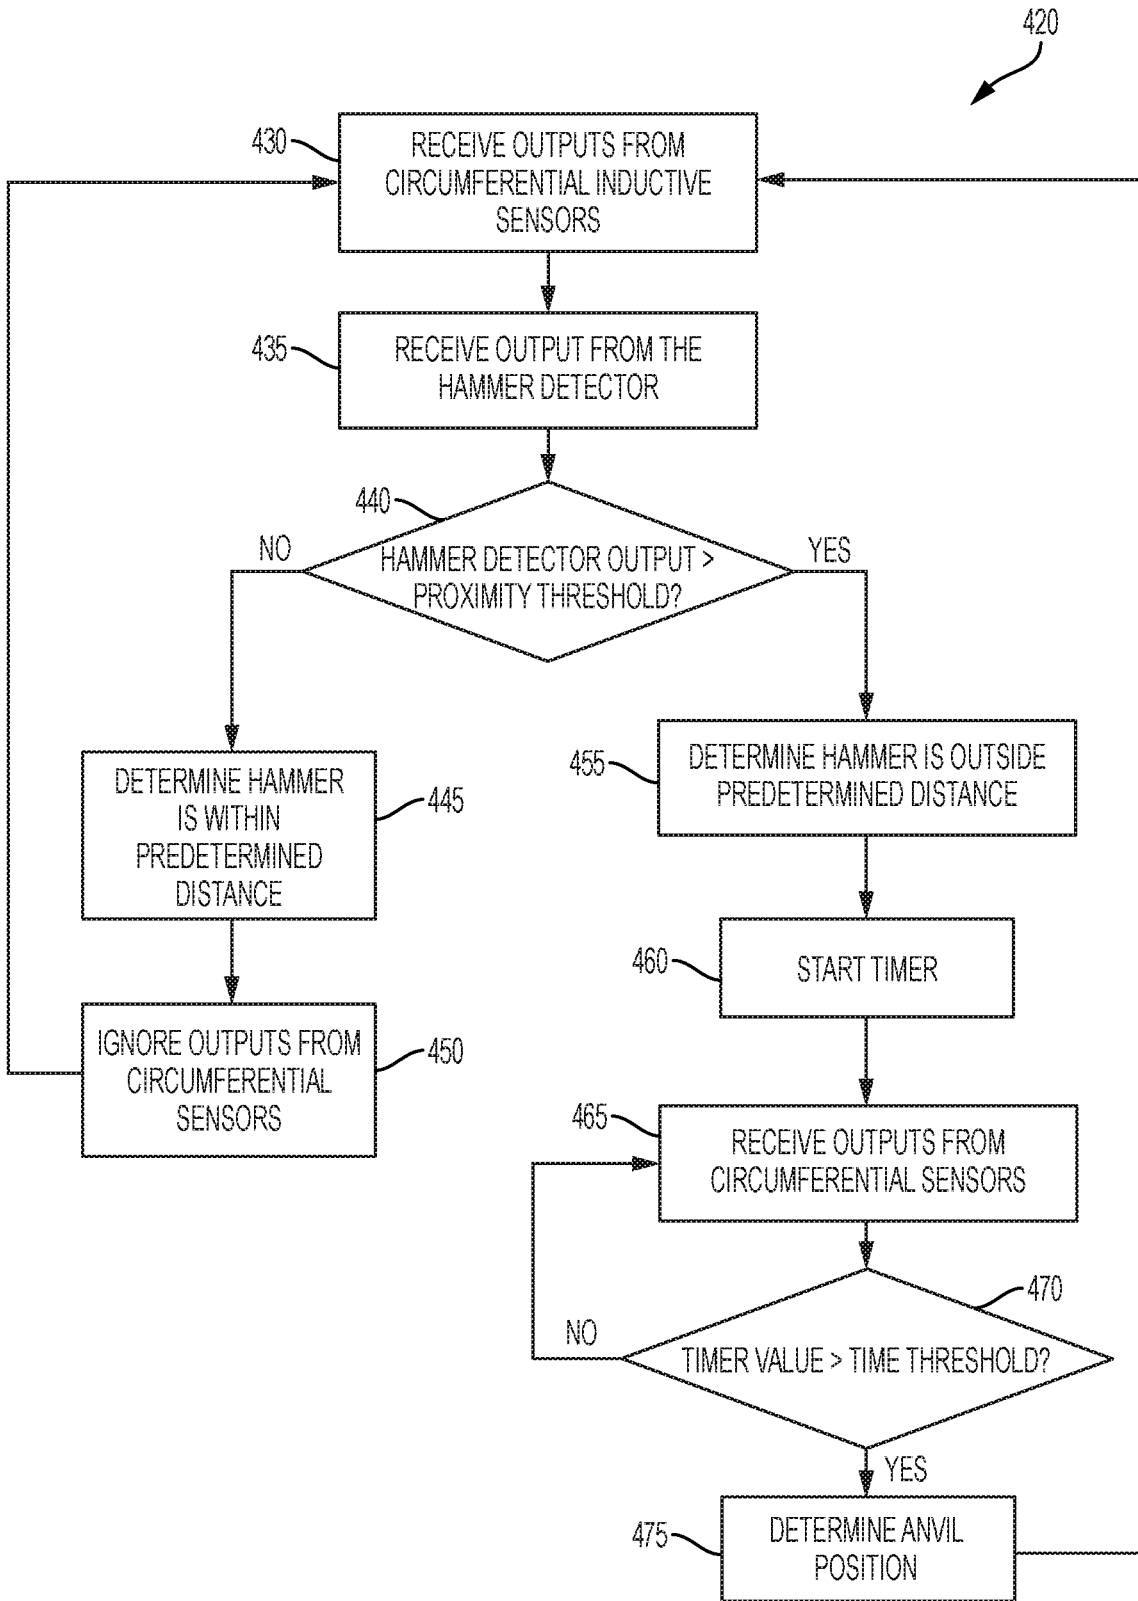 420
430
RECEIVE OUTPUTS FROM
CIRCUMFERENTIAL INDUCTIVE
SENSORS
435
RECEIVE OUTPUT FROM THE
HAMMER DETECTOR
440
NO
HAMMER DETECTOR OUTPUT >
PROXIMITY THRESHOLD?
YES
DETERMINE HAMMER
IS WITHIN
PREDETERMINED
DISTANCE
445
455
DETERMINE HAMMER IS OUTSIDE
PREDETERMINED DISTANCE
460
START TIMER
IGNORE OUTPUTS FROM
CIRCUMFERENTIAL
SENSORS
450
465
RECEIVE OUTPUTS FROM
CIRCUMFERENTIAL SENSORS
470
NO
TIMER VALUE > TIME THRESHOLD?
YES
475
DETERMINE ANVIL
POSITION